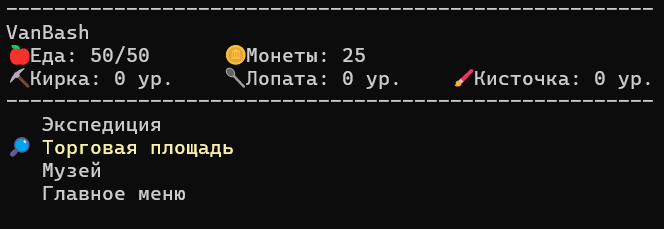 VanBash
Еда: 50/50 Монеты: 25
Кирка: 0 ур. Лопата: 0 ур. Кисточка: 0 ур.
Экспедиция
Торговая площадь
Музей
Главное меню